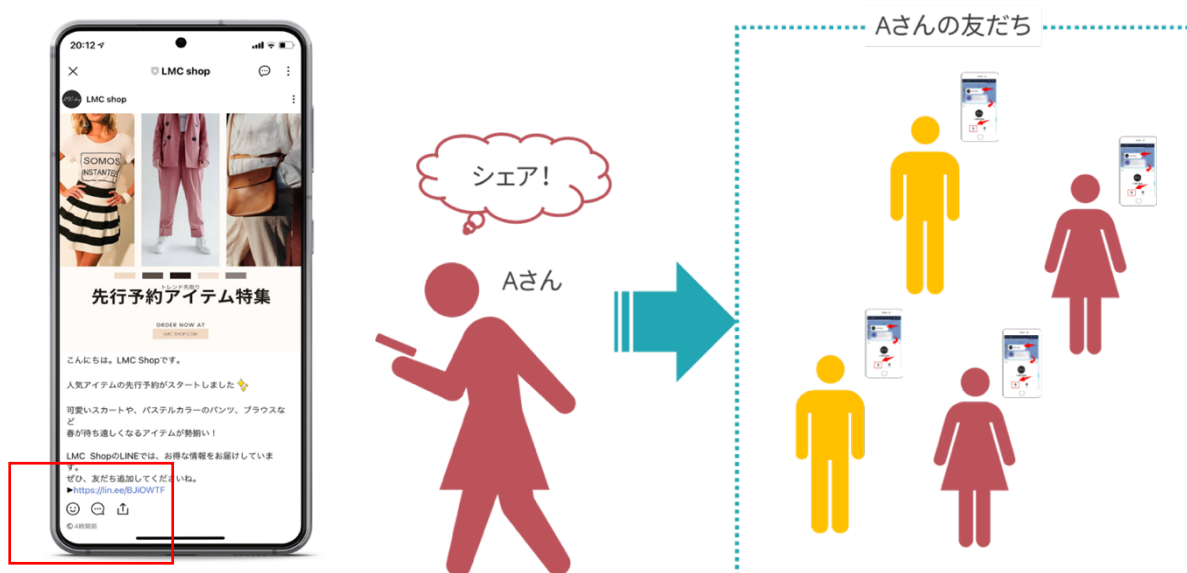 20:12
LMC shop
LMC shop
SOMOS
INSTANTES
トレンド先取り
先行予約アイテム特集
ORDER NOW AT
LMC SHOP.COM
こんにちは。LMC Shopです。
人気アイテムの先行予約がスタートしました✨
可愛いスカートや、パステルカラーのパンツ、ブラウスな
ど
春が待ち遠しくなるアイテムが勢揃い！
LMC ShopのLINEでは、お得な情報をお届けしていま
す。
ぜひ、友だち追加してくださいね。
▶https://lin.ee/BJiOWTF
4時間前
シェア！
Aさん
Aさんの友だち